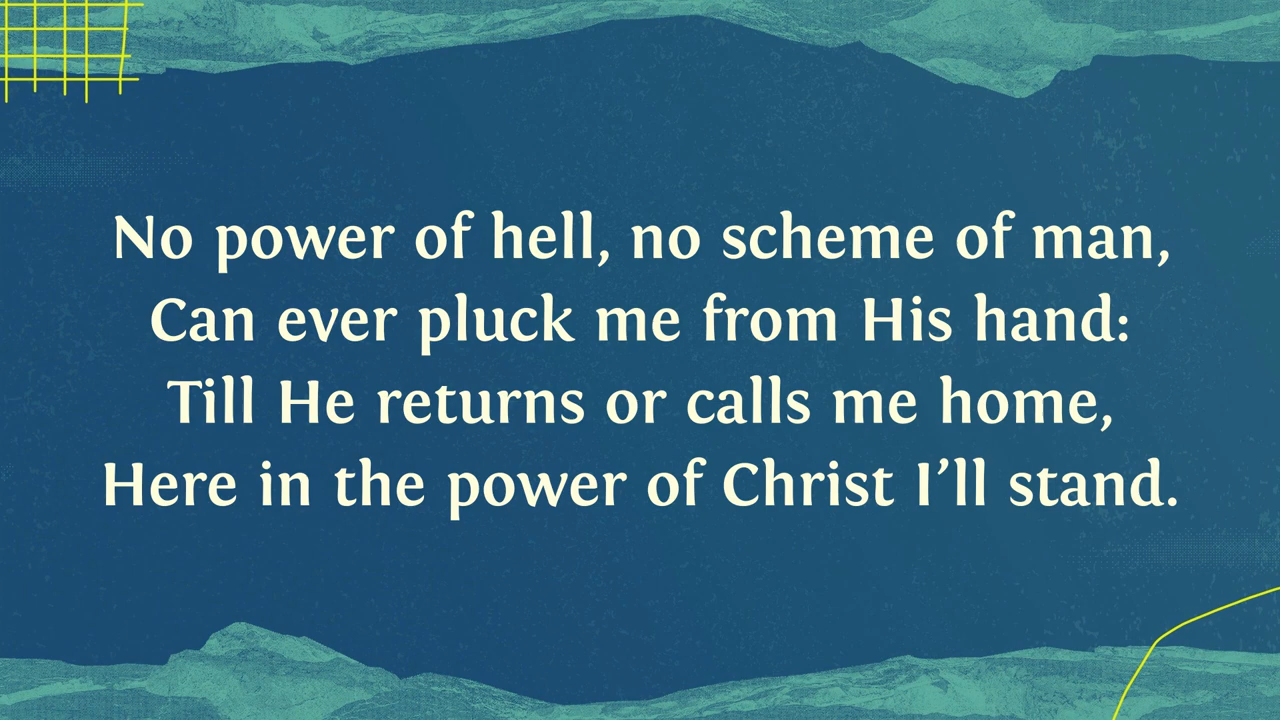 No power of hell, no scheme of man,
Can ever pluck me from His hand:
Till He returns or calls me home,
Here in the power of Christ I’ll stand.